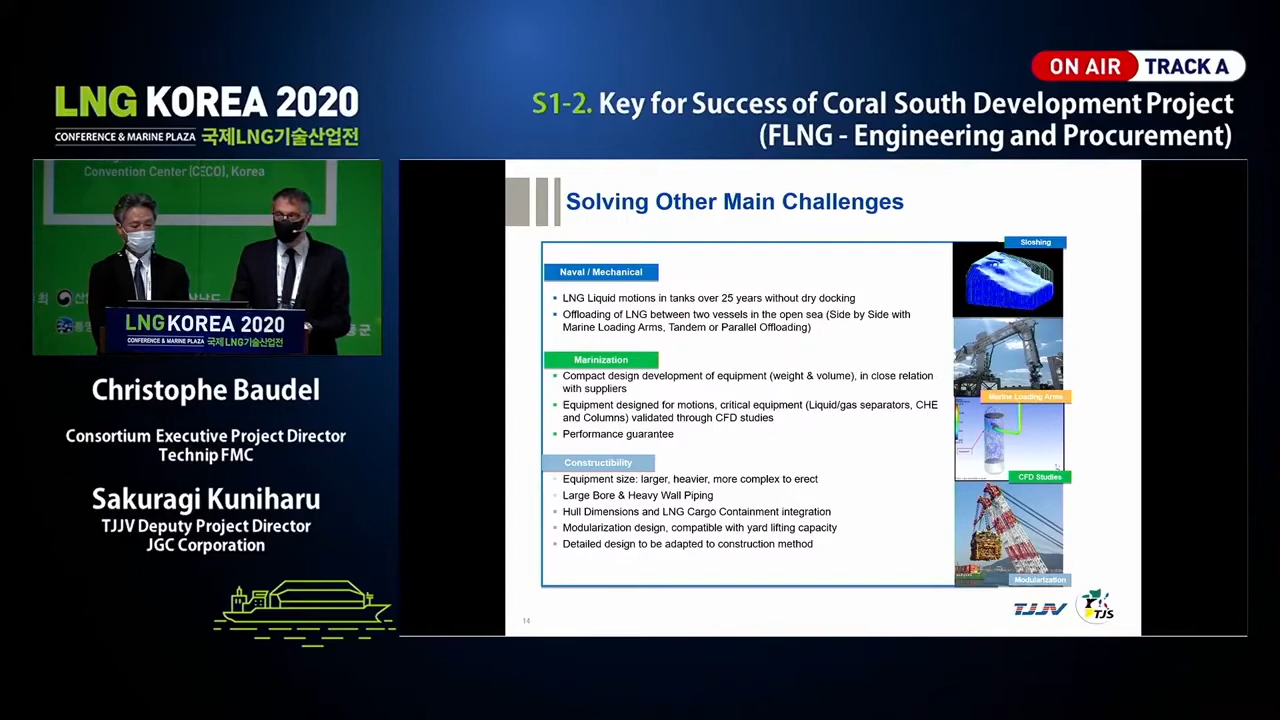 ON AIR TRACK A
LNG KOREA 2020
CONFERENCE & MARINE PLAZA 국제LNG기술산업전
S1-2. Key for Success of Coral South Development Project
(FLNG - Engineering and Procurement)
Convention Center (CECO), Korea
LNG KOREA 2020
CONFERENCE & MARINE PLAZA 국제LNG기술산업전
Christophe Baudel
Consortium Executive Project Director
Technip FMC
Sakuragi Kuniharu
TJJV Deputy Project Director
JGC Corporation
Solving Other Main Challenges
Naval / Mechanical
▪ LNG Liquid motions in tanks over 25 years without dry docking
▪ Offloading of LNG between two vessels in the open sea (Side by Side with
Marine Loading Arms, Tandem or Parallel Offloading)
Marinization
▪ Compact design development of equipment (weight & volume), in close relation
with suppliers
▪ Equipment designed for motions, critical equipment (Liquid/gas separators, CHE
and Columns) validated through CFD studies
▪ Performance guarantee
Constructibility
▪ Equipment size: larger, heavier, more complex to erect
▪ Large Bore & Heavy Wall Piping
▪ Hull Dimensions and LNG Cargo Containment integration
▪ Modularization design, compatible with yard lifting capacity
▪ Detailed design to be adapted to construction method
Sloshing
Marine Loading Arms
CFD Studies
Modularization
14
TJJV
TJS